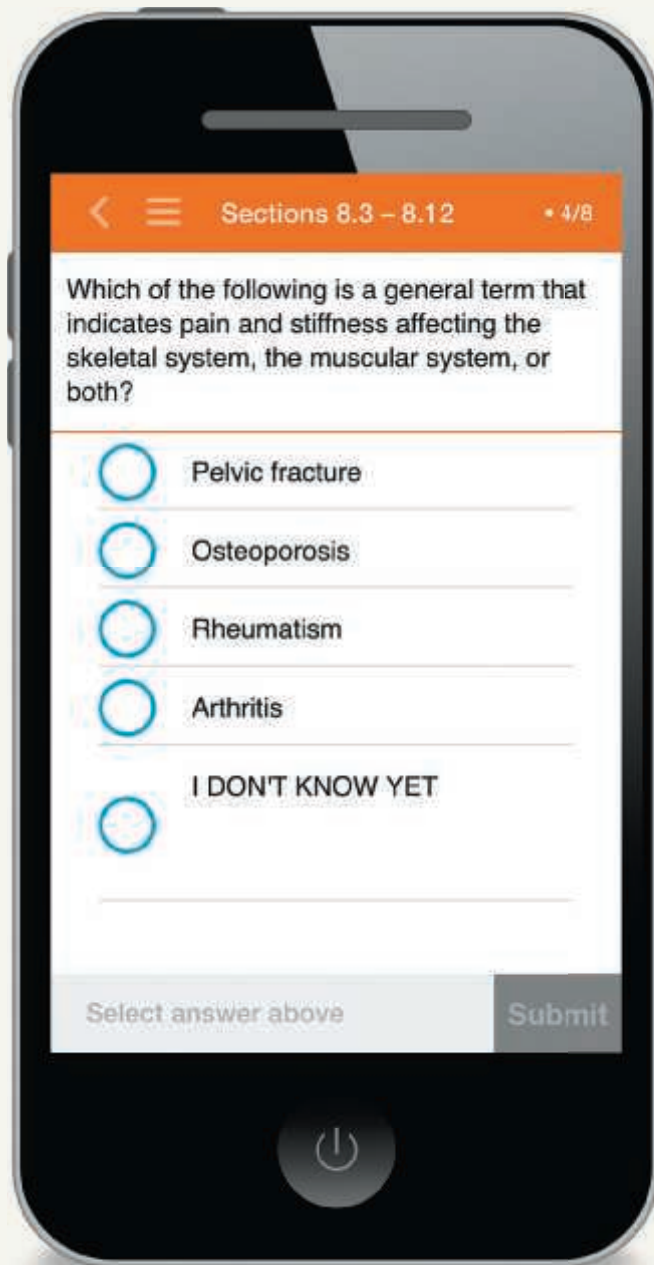 Sections 8.3 – 8.12 • 4/8
Which of the following is a general term that
indicates pain and stiffness affecting the
skeletal system, the muscular system, or
both?
Pelvic fracture
Osteoporosis
Rheumatism
Arthritis
I DON'T KNOW YET
Select answer above Submit